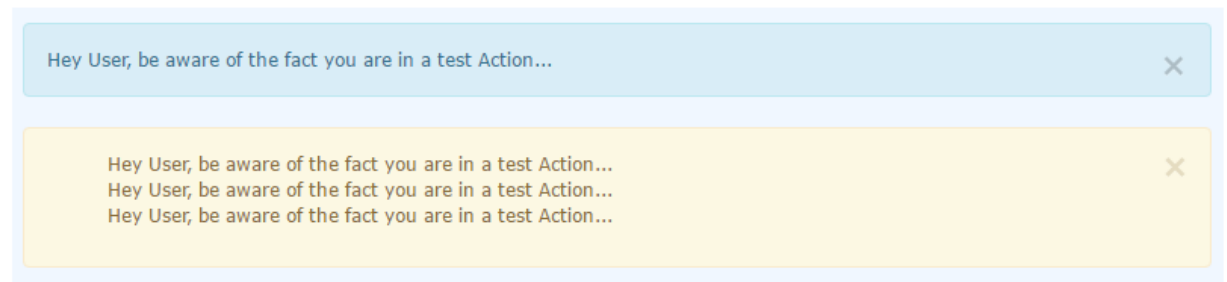 Hey User, be aware of the fact you are in a test Action...
×
Hey User, be aware of the fact you are in a test Action...
×
Hey User, be aware of the fact you are in a test Action...
Hey User, be aware of the fact you are in a test Action...